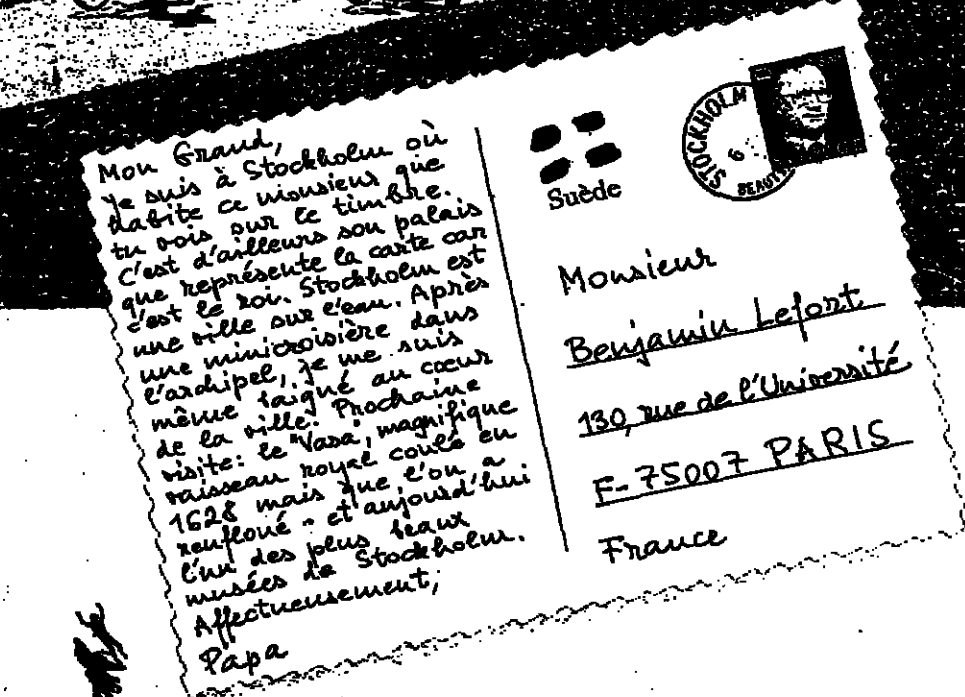 Mon Grand,
Je suis à Stockholm où
habite ce monsieur que
tu vois sur le timbre.
C'est d'ailleurs son palais
que représente la carte car
c'est le roi. Stockholm est
une ville sur l'eau. Après
une minicroisière dans
l'archipel, je me suis
même baigné au cœur
de la ville! Prochaine
visite: le "Vasa", magnifique
vaisseau royal coulé en
1628 mais que l'on a
renfloué - et aujourd'hui
l'un des plus beaux
musées de Stockholm.
Affectueusement,
Papa
Suède
STOCKHOLM
6
Monsieur
Benjamin Lefort
130, rue de l'Université
F-75007 PARIS
France